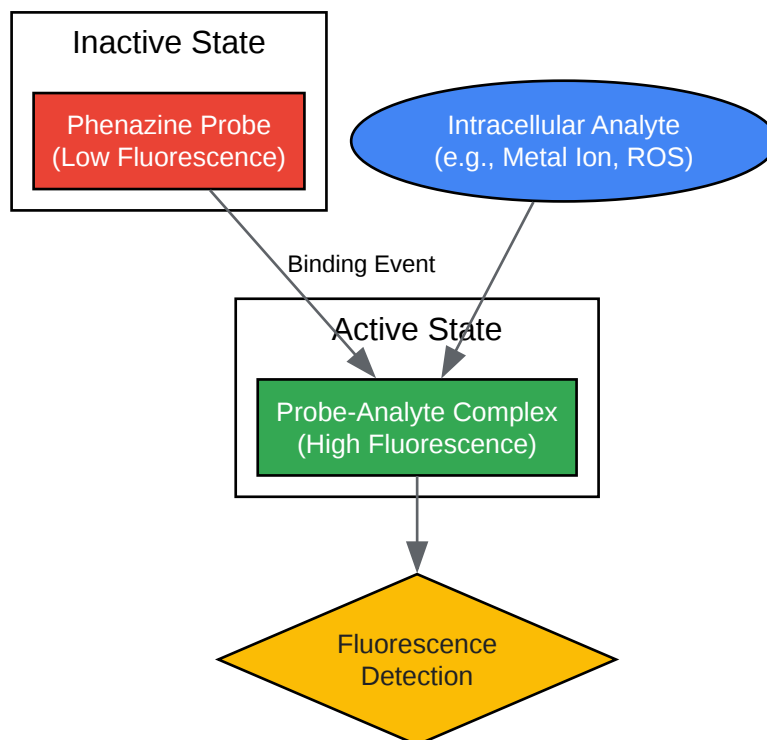 Inactive State
Phenazine Probe
(Low Fluorescence)
Intracellular Analyte
(e.g., Metal Ion, ROS)
Binding Event
Active State
Probe-Analyte Complex
(High Fluorescence)
Fluorescence
Detection